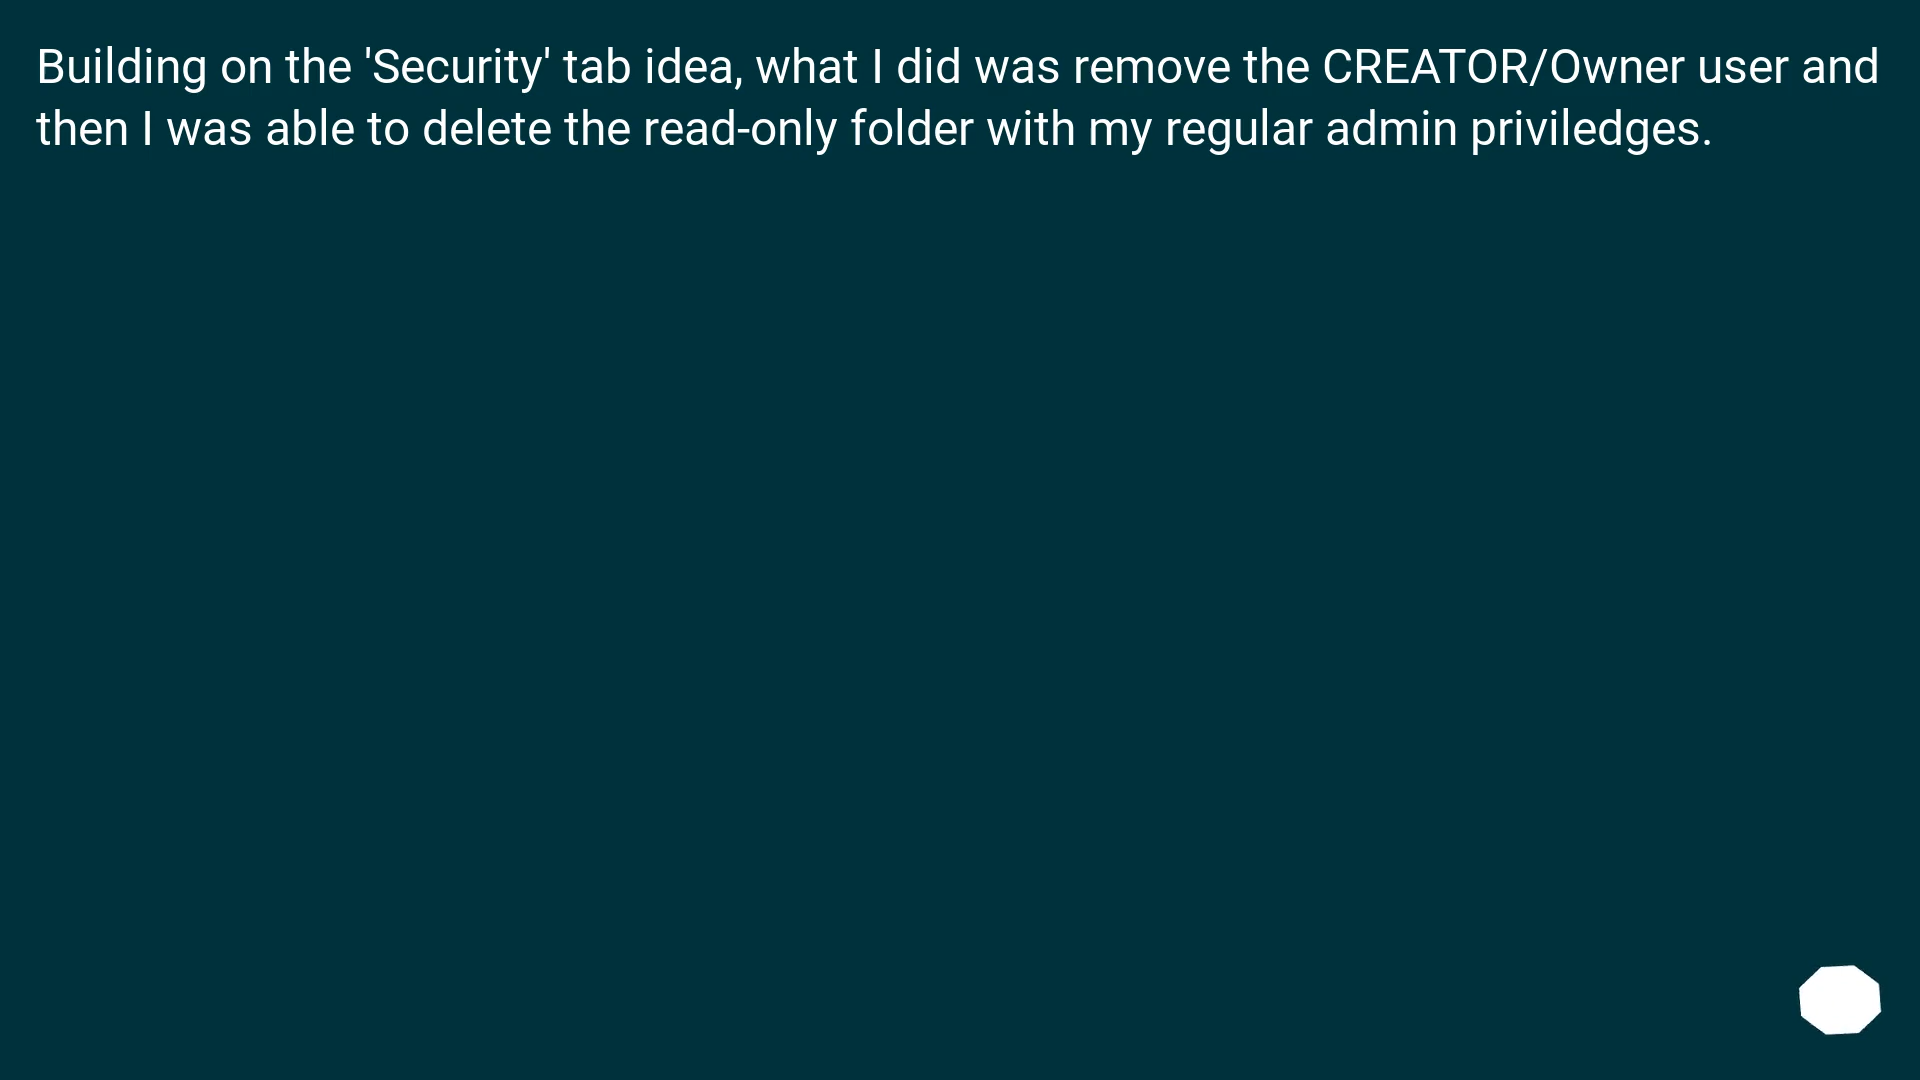 Building on the 'Security' tab idea, what I did was remove the CREATOR/Owner user and
then I was able to delete the read-only folder with my regular admin priviledges.